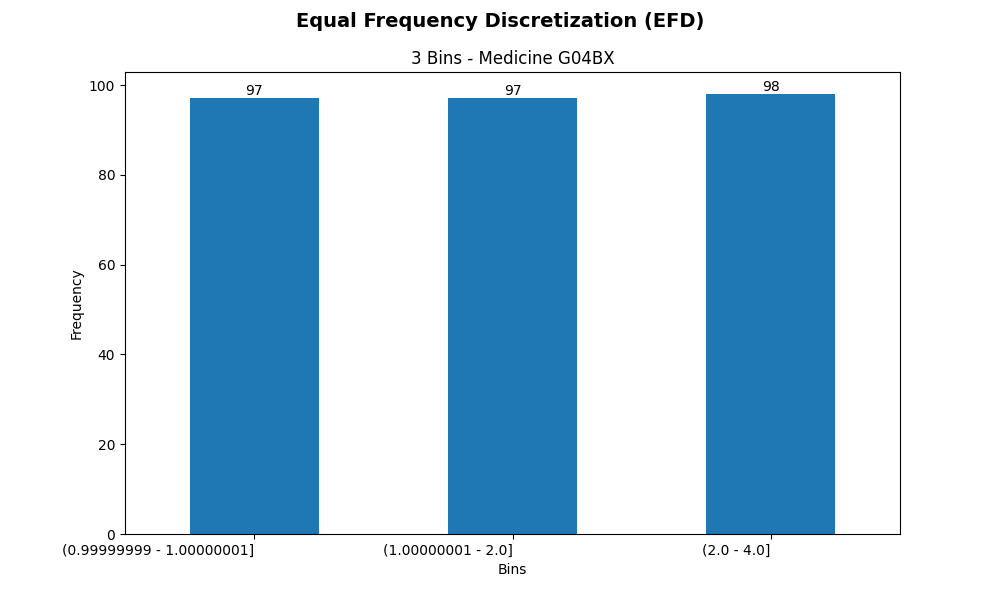 Equal Frequency Discretization (EFD)
3 Bins - Medicine G04BX
97
97
98
100
80
60
40
20
0
Frequency
(0.99999999 - 1.00000001]
(1.00000001 - 2.0]
(2.0 - 4.0]
Bins